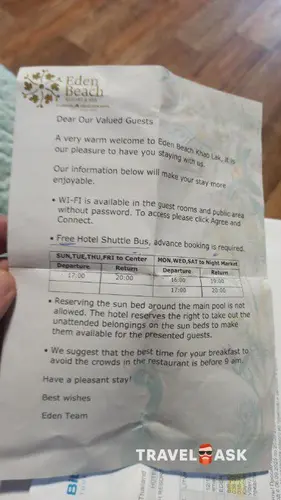 Eden
Beach
RESORT & SPA
Dear Our Valued Guests
A very warm welcome to Eden Beach Khao Lak, it is
our pleasure to have you staying with us.
Our information below will make your stay more
enjoyable.
• WI-FI is available in the guest rooms and public area
without password. To access please click Agree and
Connect.
• Free Hotel Shuttle Bus, advance booking is required.
SUN,TUE,THU,FRI to Center MON,WED,SAT to Night Market
Departure Return Departure Return
17:00 20:00 16:00 19:00
17:00 20:00
• Reserving the sun bed around the main pool is not
allowed. The hotel reserves the right to take out the
unattended belongings on the sun beds to make
them available for the presented guests.
• We suggest that the best time for your breakfast to
avoid the crowds in the restaurant is before 9 am.
Have a pleasant stay!
Best wishes
Eden Team
TRAVEL ASK